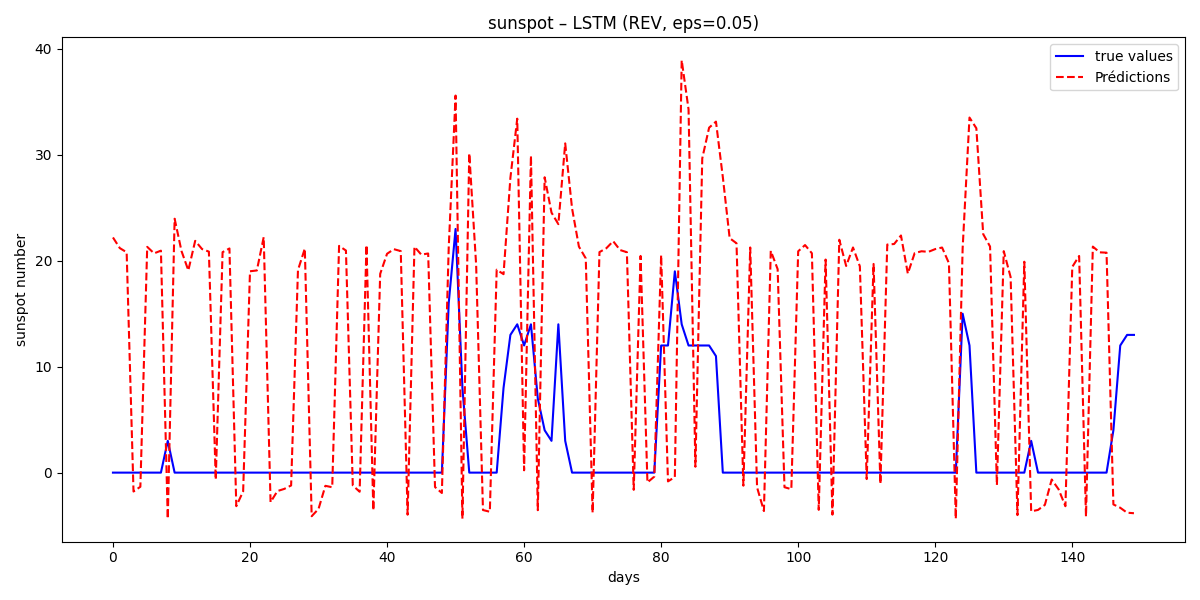 sunspot – LSTM (REV, eps=0.05)
true values
Prédictions
sunspot number
40
30
20
10
0
0 20 40 60 80 100 120 140
days